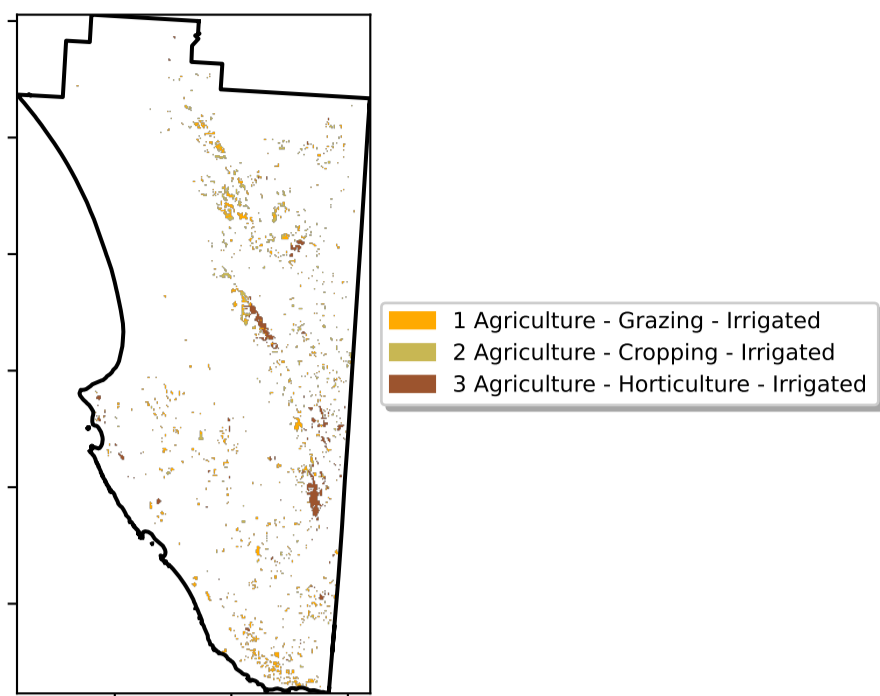 1 Agriculture - Grazing - Irrigated
2 Agriculture - Cropping - Irrigated
3 Agriculture - Horticulture - Irrigated